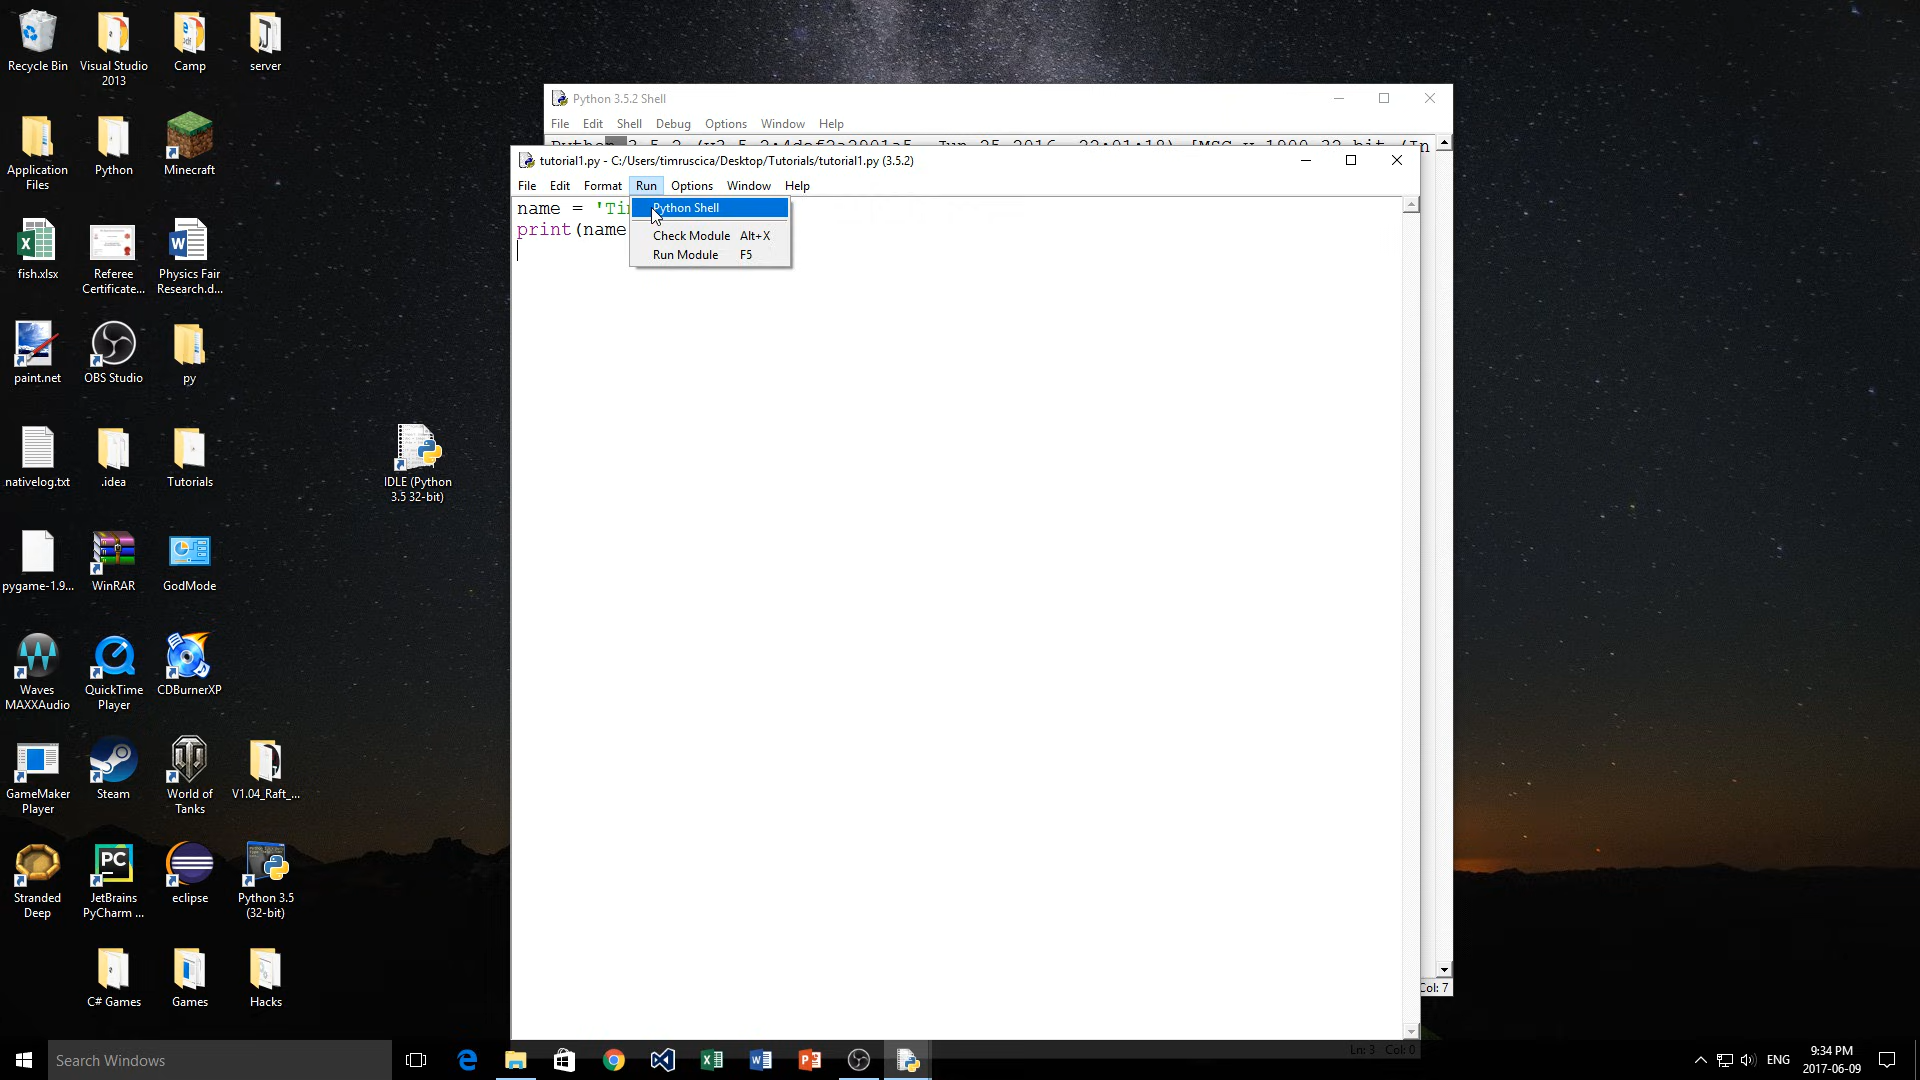 Recycle Bin
Visual Studio
2013
Camp
server
Application
Files
Python
Minecraft
fish.xlsx
Referee
Certificate...
Physics Fair
Research.d...
paint.net
OBS Studio
py
nativelog.txt
.idea
Tutorials
IDLE (Python
3.5 32-bit)
pygame-1.9...
WinRAR
GodMode
Waves
MAXXAudio
QuickTime
Player
CDBurnerXP
GameMaker
Player
Steam
World of
Tanks
V1.04_Raft_...
Stranded
Deep
JetBrains
PyCharm ...
eclipse
Python 3.5
(32-bit)
C# Games
Games
Hacks
Python 3.5.2 Shell
File Edit Shell Debug Options Window Help
tutorial1.py - C:/Users/timruscica/Desktop/Tutorials/tutorial1.py (3.5.2)
File Edit Format Run Options Window Help
name = 'Ti
print(name
Python Shell
Check Module Alt+X
Run Module F5
Col: 7
Ln: 3 Col: 0
Search Windows
ENG
9:34 PM
2017-06-09